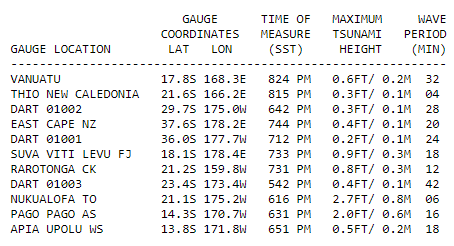 GAUGE      TIME OF   MAXIMUM     WAVE
                     COORDINATES   MEASURE   TSUNAMI    PERIOD
GAUGE LOCATION        LAT   LON     (SST)     HEIGHT     (MIN)
-------------------------------------------------------------
VANUATU              17.8S 168.3E   824 PM   0.6FT/ 0.2M  32
THIO NEW CALEDONIA   21.6S 166.2E   815 PM   0.3FT/ 0.1M  04
DART 01002           29.7S 175.0W   642 PM   0.3FT/ 0.1M  28
EAST CAPE NZ         37.6S 178.2E   744 PM   0.4FT/ 0.1M  20
DART 01001           36.0S 177.7W   712 PM   0.2FT/ 0.1M  24
SUVA VITI LEVU FJ    18.1S 178.4E   733 PM   0.9FT/ 0.3M  18
RAROTONGA CK         21.2S 159.8W   731 PM   0.8FT/ 0.3M  12
DART 01003           23.4S 173.4W   542 PM   0.4FT/ 0.1M  42
NUKUALOFA TO         21.1S 175.2W   616 PM   2.7FT/ 0.8M  06
PAGO PAGO AS         14.3S 170.7W   631 PM   2.0FT/ 0.6M  16
APIA UPOLU WS        13.8S 171.8W   651 PM   0.5FT/ 0.2M  18